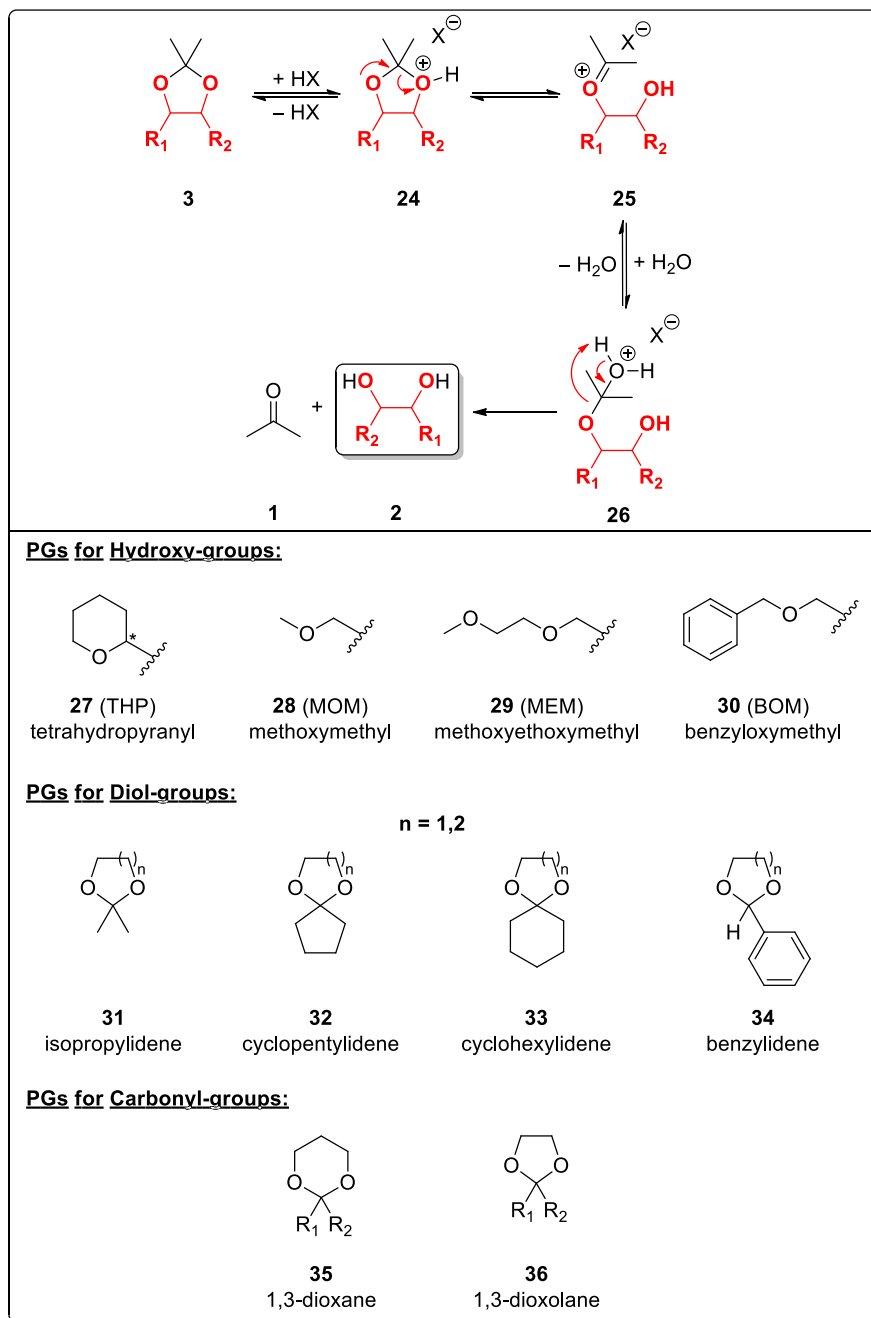 X⊖ X⊖
+ HX
– HX
O O O ⊕ O H ⊕ O OH
R1 R2 R1 R2 R1 R2
3 24 25
– H2O + H2O
X⊖
H ⊕ O H
O HO OH
+
O OH
R2 R1 R1 R2
1 2 26
PGs for Hydroxy-groups:
O * O O O O
27 (THP) 28 (MOM) 29 (MEM) 30 (BOM)
tetrahydropyranyl methoxymethyl methoxyethoxymethyl benzyloxymethyl
PGs for Diol-groups:
n = 1,2
( )n ( )n ( )n ( )n
O O O O O O O O
H
31 32 33 34
isopropylidene cyclopentylidene cyclohexylidene benzylidene
PGs for Carbonyl-groups:
O O O O
R1 R2 R1 R2
35 36
1,3-dioxane 1,3-dioxolane